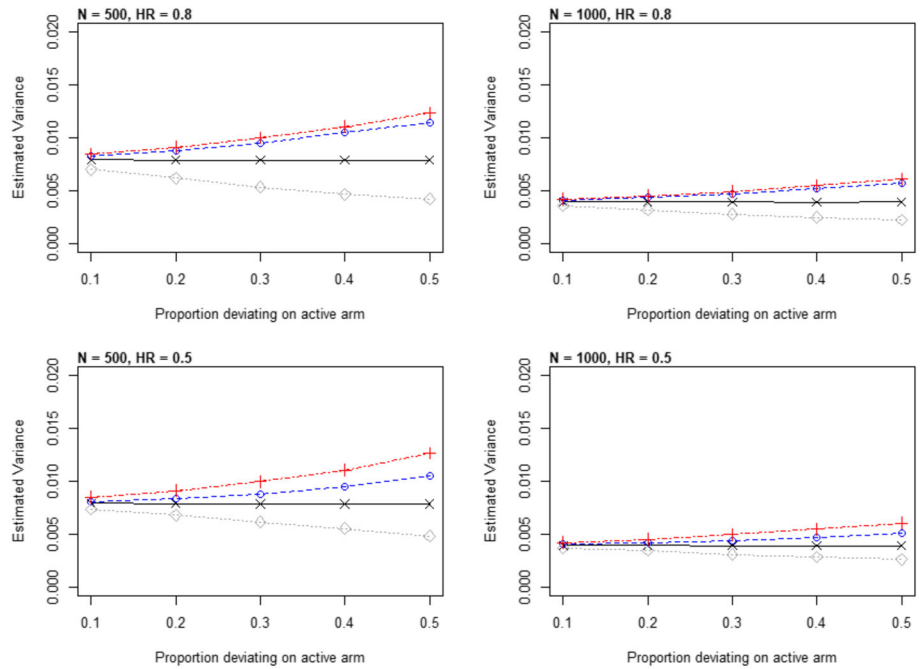 N = 500, HR = 0.8
Estimated Variance
0.000 0.005 0.010 0.015 0.020
0.1 0.2 0.3 0.4 0.5
Proportion deviating on active arm
N = 1000, HR = 0.8
Estimated Variance
0.000 0.005 0.010 0.015 0.020
0.1 0.2 0.3 0.4 0.5
Proportion deviating on active arm
N = 500, HR = 0.5
Estimated Variance
0.000 0.005 0.010 0.015 0.020
0.1 0.2 0.3 0.4 0.5
Proportion deviating on active arm
N = 1000, HR = 0.5
Estimated Variance
0.000 0.005 0.010 0.015 0.020
0.1 0.2 0.3 0.4 0.5
Proportion deviating on active arm